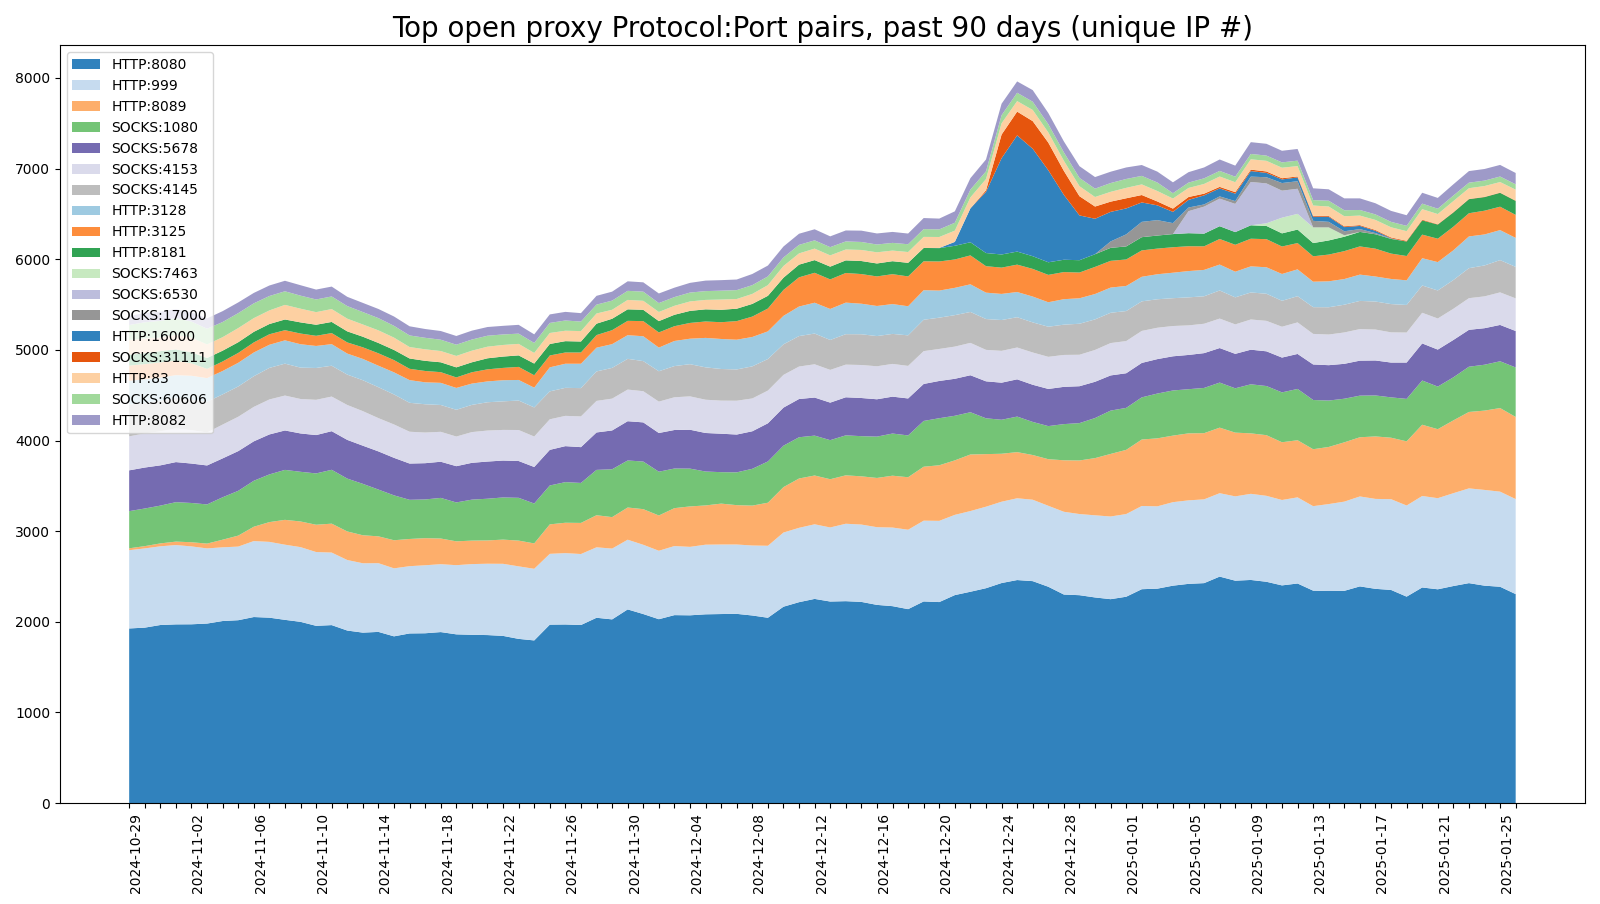 Top open proxy Protocol:Port pairs, past 90 days (unique IP #)
8000
7000
6000
5000
4000
3000
2000
1000
0
HTTP:8080
HTTP:999
HTTP:8089
SOCKS:1080
SOCKS:5678
SOCKS:4153
SOCKS:4145
HTTP:3128
HTTP:3125
HTTP:8181
SOCKS:7463
SOCKS:6530
SOCKS:17000
HTTP:16000
SOCKS:31111
HTTP:83
SOCKS:60606
HTTP:8082
2024-10-29
2024-11-02
2024-11-06
2024-11-10
2024-11-14
2024-11-18
2024-11-22
2024-11-26
2024-11-30
2024-12-04
2024-12-08
2024-12-12
2024-12-16
2024-12-20
2024-12-24
2024-12-28
2025-01-01
2025-01-05
2025-01-09
2025-01-13
2025-01-17
2025-01-21
2025-01-25